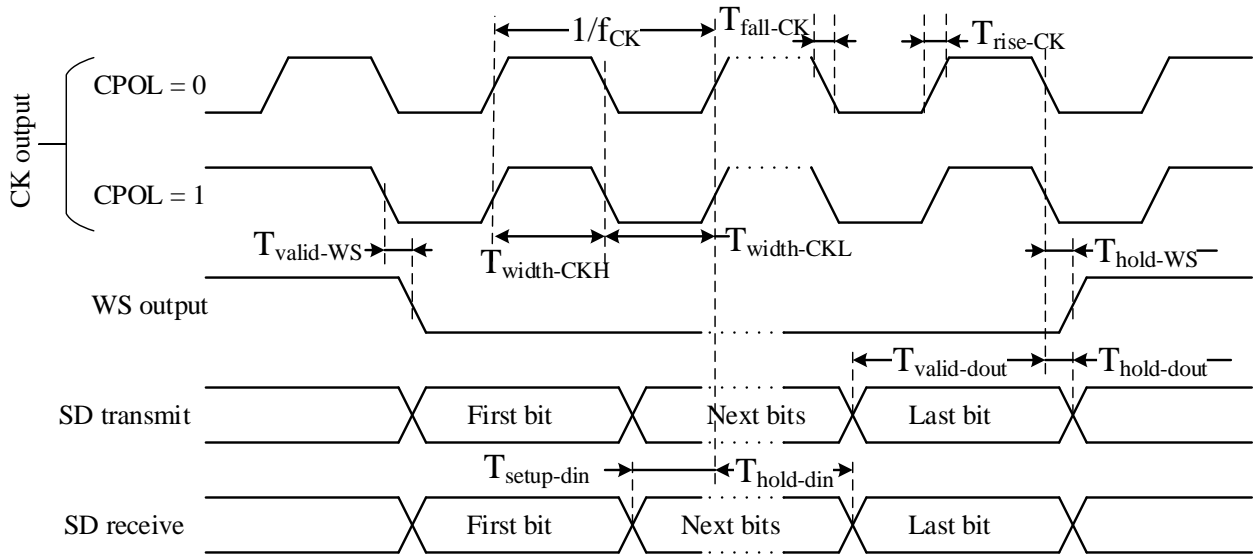 1/fCK
Tfall-CK
Trise-CK
CK output
CPOL = 0
CPOL = 1
Tvalid-WS
Twidth-CKH
Twidth-CKL
Thold-WS
WS output
Tvalid-dout
Thold-dout
SD transmit
First bit
Next bits
Last bit
Tsetup-din
Thold-din
SD receive
First bit
Next bits
Last bit